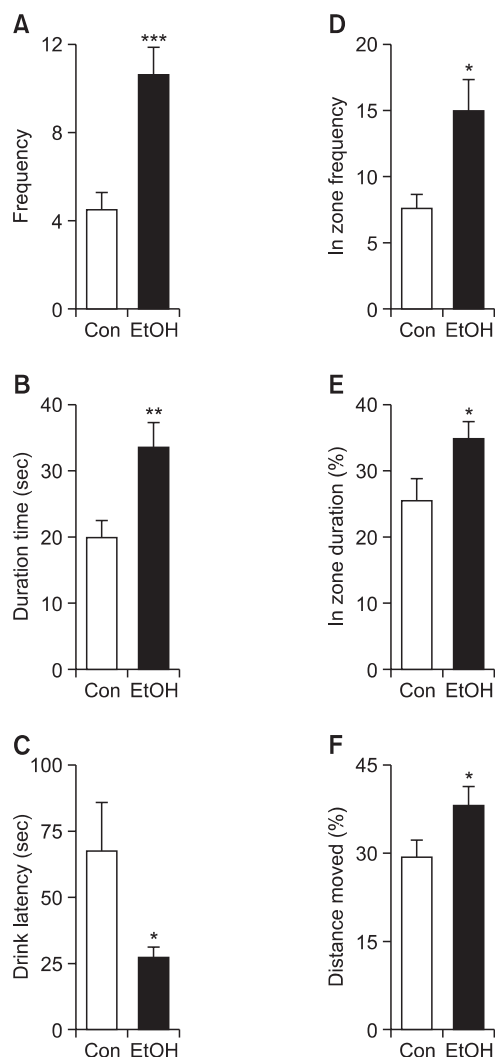 A
Frequency
12
8
4
0
***
Con EtOH
D
In zone frequency
20
15
10
5
0
*
Con EtOH
B
Duration time (sec)
40
30
20
10
0
**
Con EtOH
E
In zone duration (%)
40
30
20
10
0
*
Con EtOH
C
Drink latency (sec)
100
75
50
25
0
*
Con EtOH
F
Distance moved (%)
45
30
15
0
*
Con EtOH